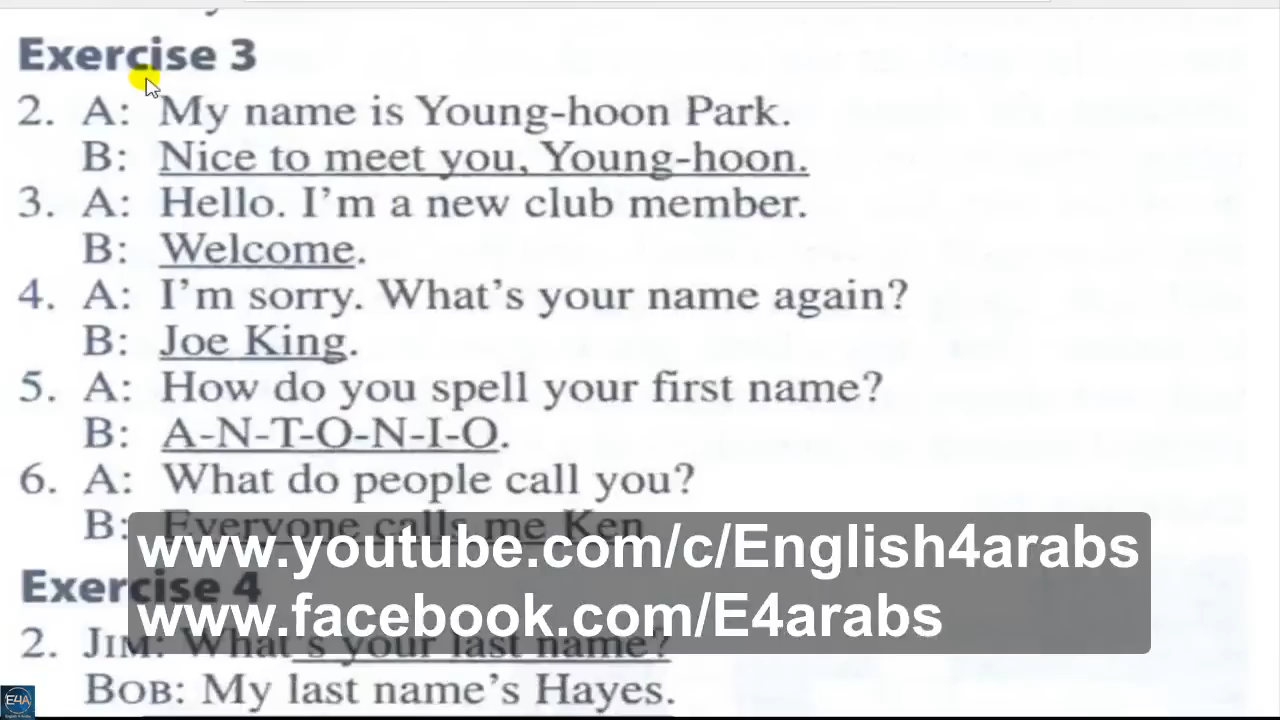 Exercise 3
2. A: My name is Young-hoon Park.
B: Nice to meet you, Young-hoon.
3. A: Hello. I'm a new club member.
B: Welcome.
4. A: I'm sorry. What's your name again?
B: Joe King.
5. A: How do you spell your first name?
B: A-N-T-O-N-I-O.
6. A: What do people call you?
B: Everyone calls me Ken
www.youtube.com/c/English4arabs
Exercise 4
www.facebook.com/E4arabs
2. JIM: What's your last name?
BOB: My last name's Hayes.
E4A